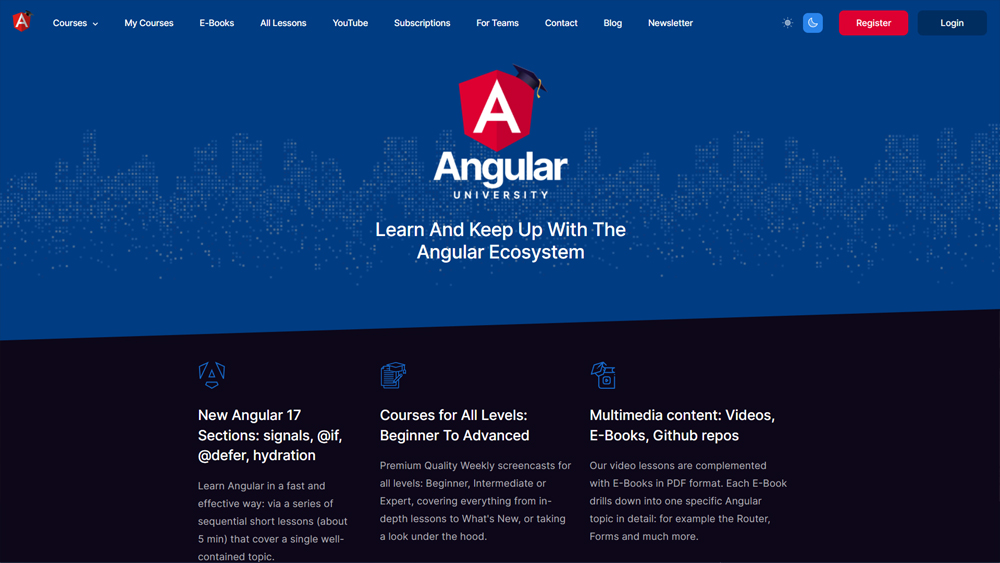 Courses
My Courses
E-Books
All Lessons
YouTube
Subscriptions
For Teams
Contact
Blog
Newsletter
Register
Login
Angular
UNIVERSITY
Learn And Keep Up With The
Angular Ecosystem
New Angular 17
Sections: signals, @if,
@defer, hydration
Learn Angular in a fast and
effective way: via a series of
sequential short lessons (about
5 min) that cover a single well-
contained topic.
Courses for All Levels:
Beginner To Advanced
Premium Quality Weekly screencasts for
all levels: Beginner, Intermediate or
Expert, covering everything from in-
depth lessons to What's New, or taking
a look under the hood.
Multimedia content: Videos,
E-Books, Github repos
Our video lessons are complemented
with E-Books in PDF format. Each E-Book
drills down into one specific Angular
topic in detail: for example the Router,
Forms and much more.